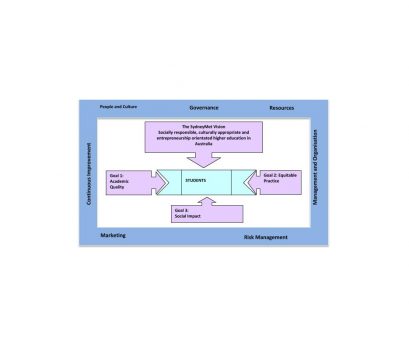 People and Culture
Governance
Resources
The SydneyMet Vision
Socially responsible, culturally appropriate and
entrepreneurship orientated higher education in
Australia
Continuous Improvement
Management and Organisation
Goal 1:
Academic
Quality
STUDENTS
Goal 2: Equitable
Practice
Goal 3:
Social Impact
Marketing
Risk Management